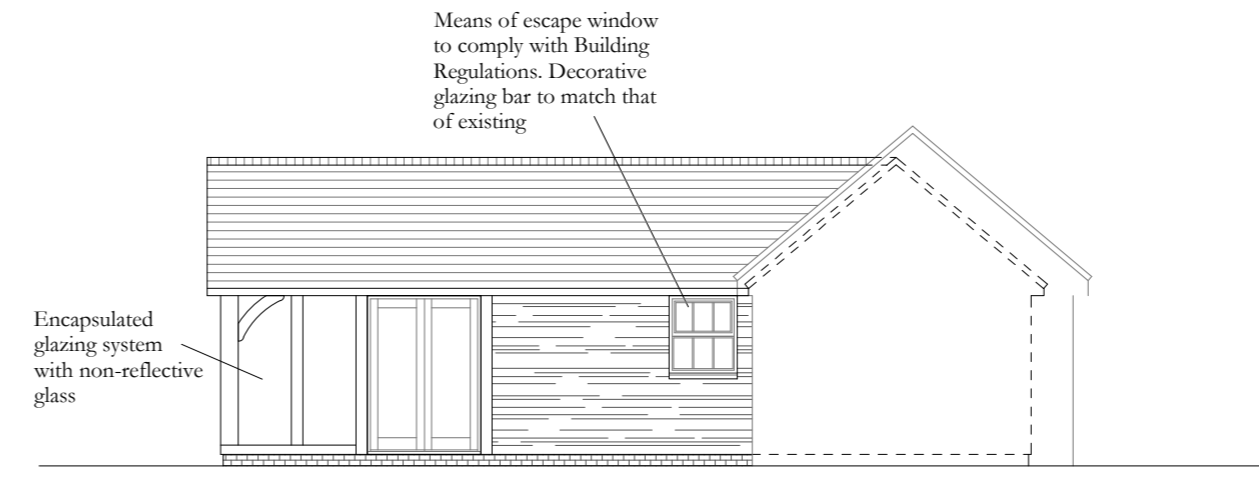 Means of escape window
to comply with Building
Regulations. Decorative
glazing bar to match that
of existing
Encapsulated
glazing system
with non-reflective
glass